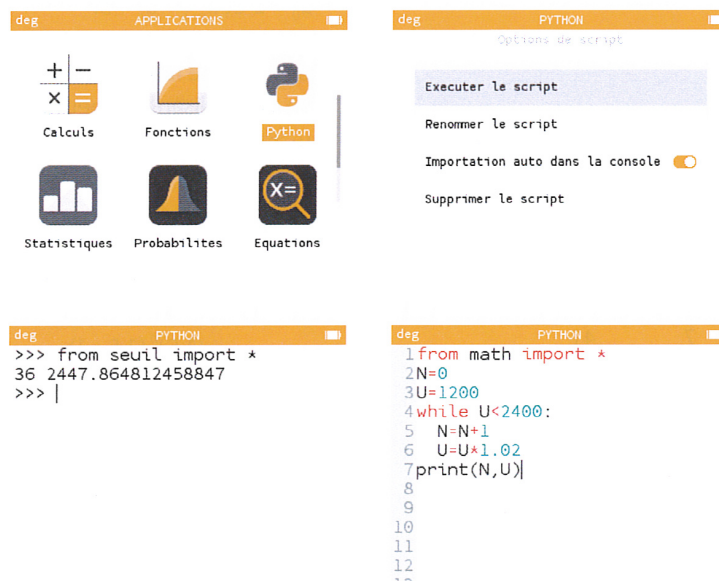 deg APPLICATIONS
+ −
× =
Calculs Fonctions Python
X=
Statistiques Probabilites Equations
deg PYTHON
Options de script
Executer le script
Renommer le script
Importation auto dans la console
Supprimer le script
deg PYTHON
>>> from seuil import *
36 2447.864812458847
>>>
deg PYTHON
1 from math import *
2 N=0
3 U=1200
4 while U<2400:
5 N=N+1
6 U=U*1.02
7 print(N,U)
8
9
10
11
12